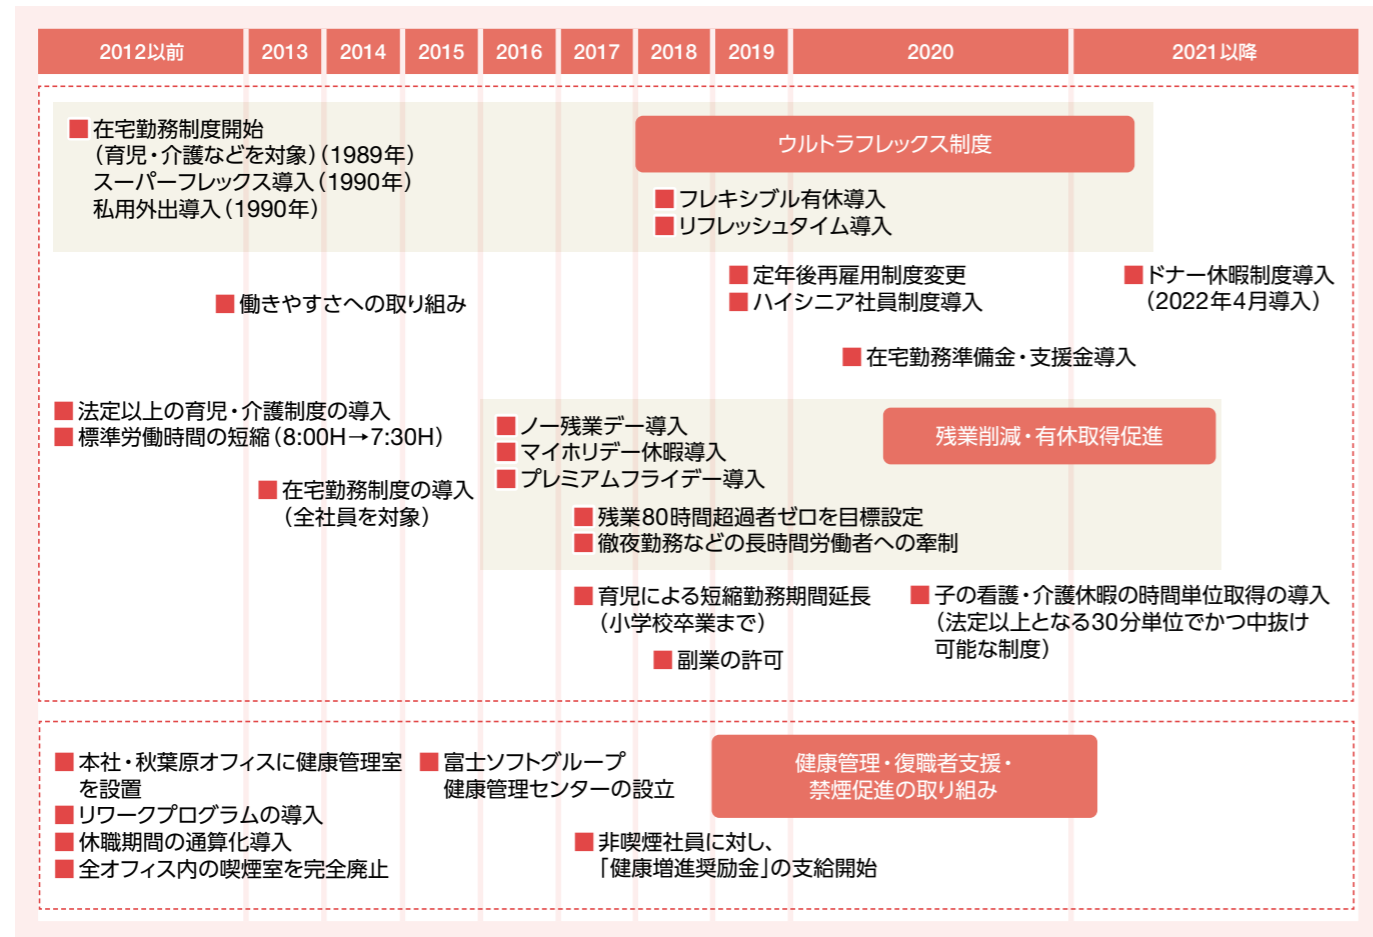 2012以前
2013
2014
2015
2016
2017
2018
2019
2020
2021以降
在宅勤務制度開始
（育児・介護などを対象）（1989年）
スーパーフレックス導入（1990年）
私用外出導入（1990年）
ウルトラフレックス制度
フレキシブル有休導入
リフレッシュタイム導入
定年後再雇用制度変更
ハイシニア社員制度導入
ドナー休暇制度導入
（2022年4月導入）
働きやすさへの取り組み
在宅勤務準備金・支援金導入
法定以上の育児・介護制度の導入
標準労働時間の短縮（8:00H→7:30H）
ノー残業デー導入
マイホリデー休暇導入
プレミアムフライデー導入
残業削減・有休取得促進
在宅勤務制度の導入
（全社員を対象）
残業80時間超過者ゼロを目標設定
徹夜勤務などの長時間労働者への牽制
育児による短縮勤務期間延長
（小学校卒業まで）
子の看護・介護休暇の時間単位取得の導入
（法定以上となる30分単位でかつ中抜け
可能な制度）
副業の許可
本社・秋葉原オフィスに健康管理室
を設置
リワークプログラムの導入
休職期間の通算化導入
全オフィス内の喫煙室を完全廃止
富士ソフトグループ
健康管理センターの設立
健康管理・復職者支援・
禁煙促進の取り組み
非喫煙社員に対し、
「健康増進奨励金」の支給開始